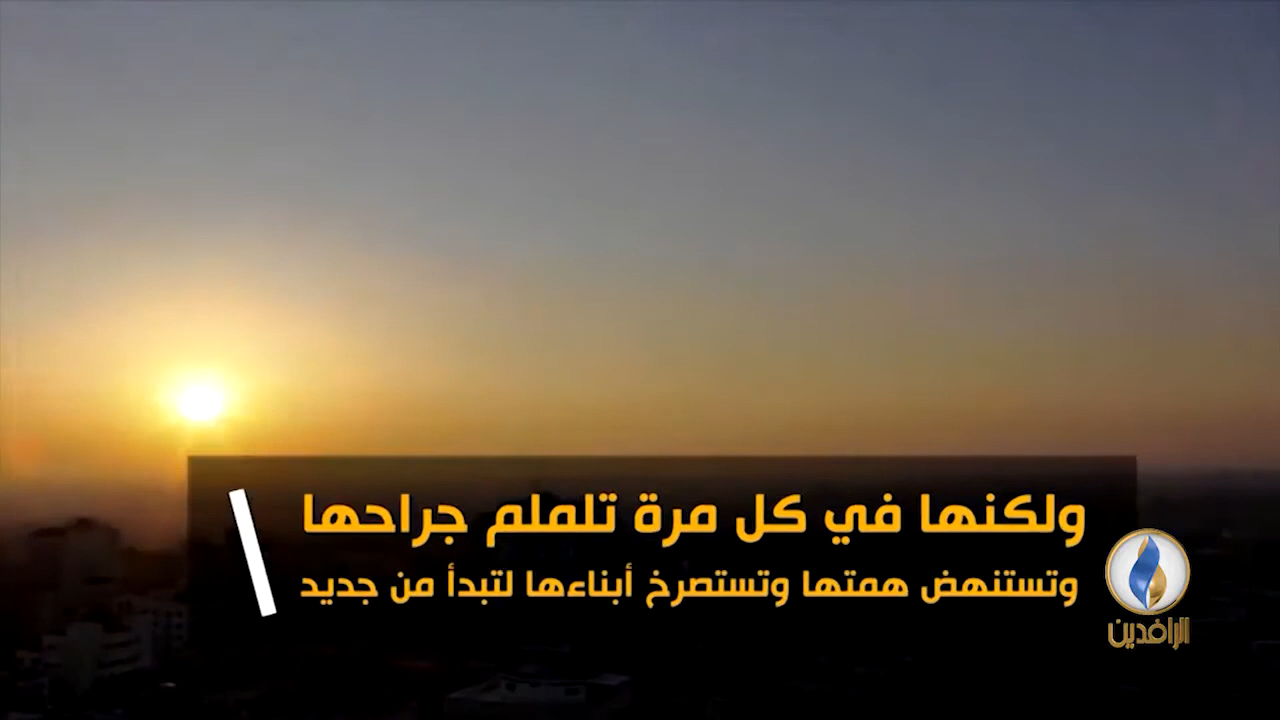 ولكنها في كل مرة تلملم جراحها
وتستنهض همتها وتستصرخ أبناءها لتبدأ من جديد
الرافدين